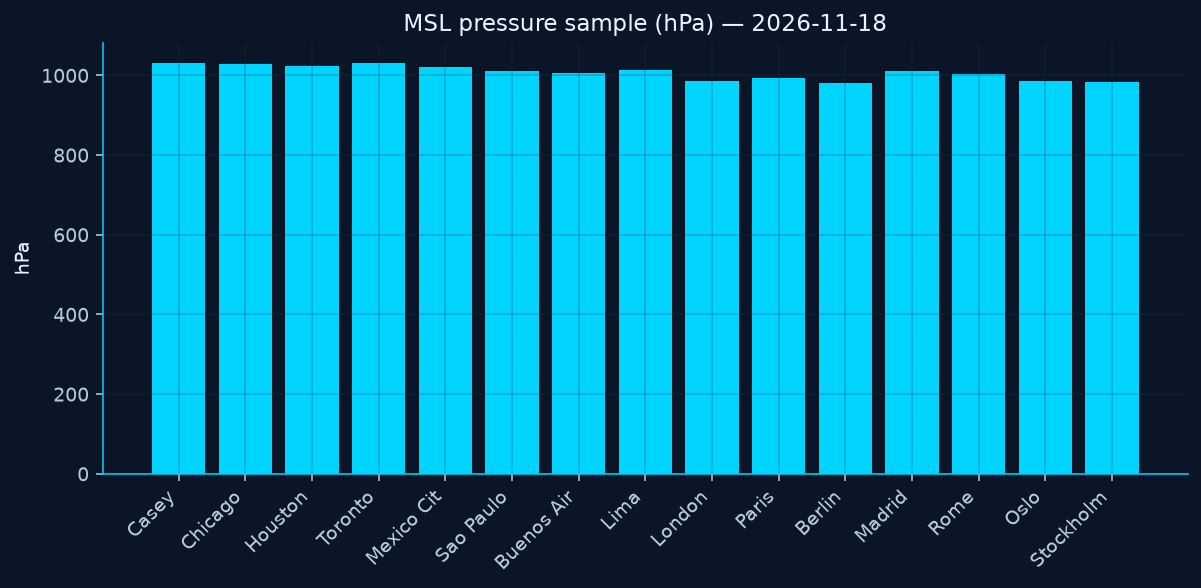 MSL pressure sample (hPa) — 2026-11-18
hPa
1000
800
600
400
200
0
Casey
Chicago
Houston
Toronto
Mexico Cit
Sao Paulo
Buenos Air
Lima
London
Paris
Berlin
Madrid
Rome
Oslo
Stockholm